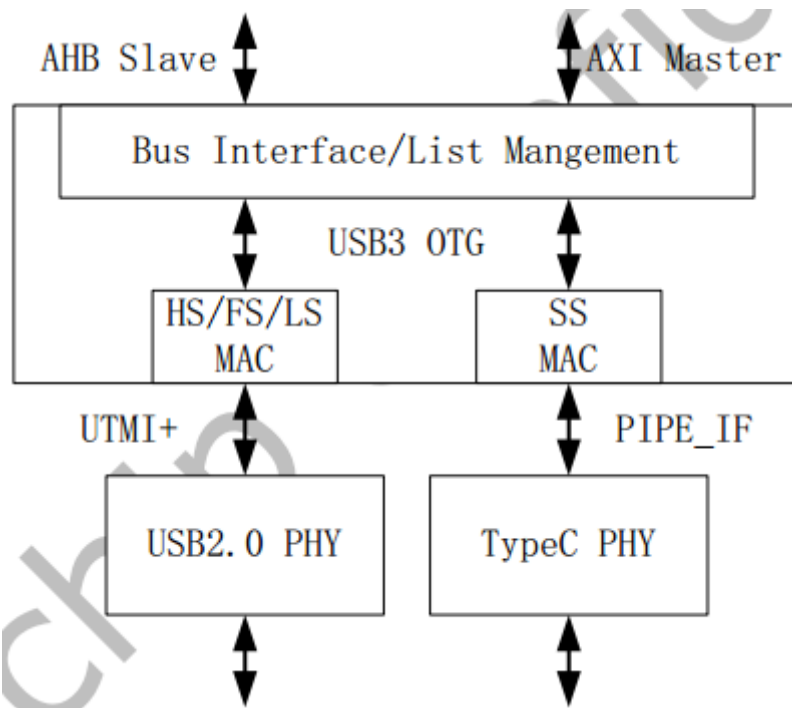 AHB Slave
AXI Master
Bus Interface/List Mangement
USB3 OTG
HS/FS/LS
MAC
SS
MAC
UTMI+
PIPE_IF
USB2.0 PHY
TypeC PHY